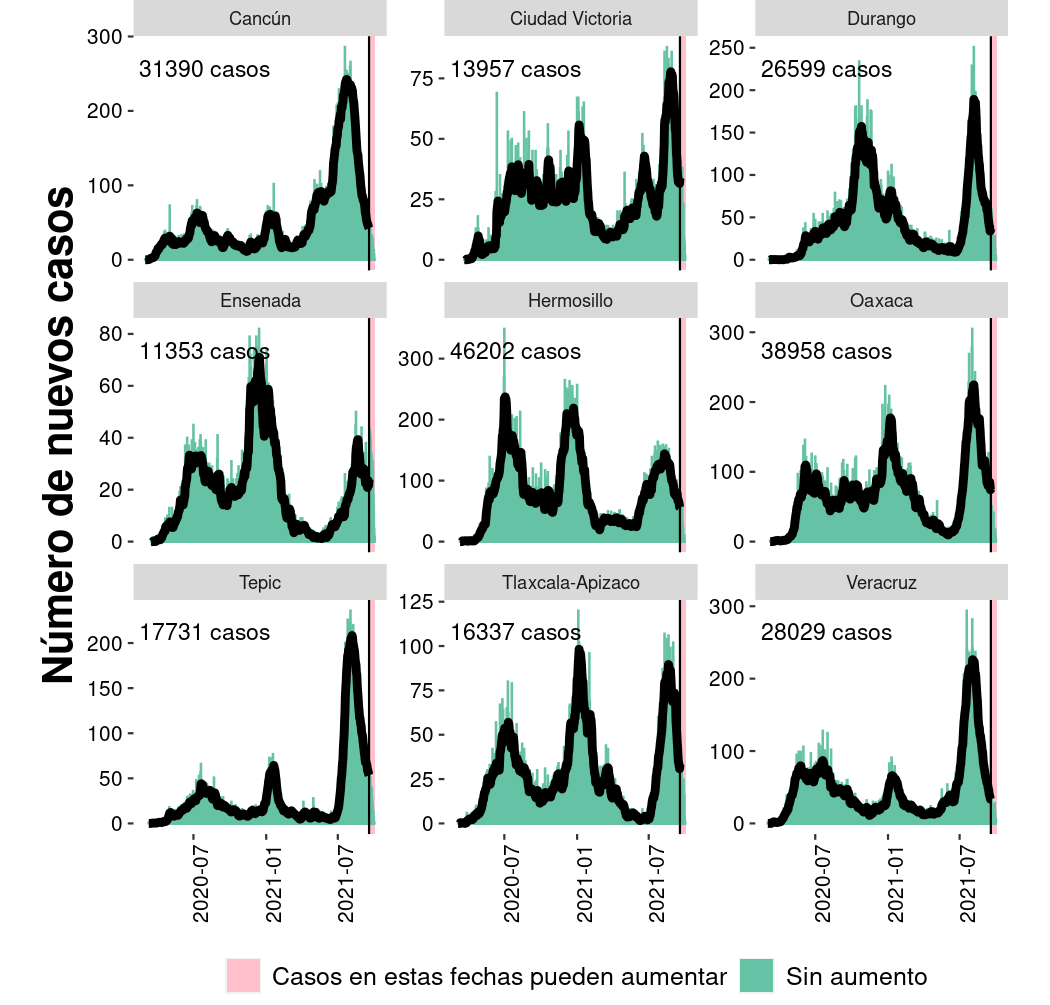 Número de nuevos casos
Cancún
Ciudad Victoria
Durango
300
200
100
0
31390 casos
75
50
25
0
13957 casos
250
200
150
100
50
0
26599 casos
Ensenada
Hermosillo
Oaxaca
80
60
40
20
0
11353 casos
300
200
100
0
46202 casos
300
200
100
0
38958 casos
Tepic
Tlaxcala-Apizaco
Veracruz
200
150
100
50
0
17731 casos
125
100
75
50
25
0
16337 casos
300
200
100
0
28029 casos
2020-07
2021-01
2021-07
2020-07
2021-01
2021-07
2020-07
2021-01
2021-07
Casos en estas fechas pueden aumentar
Sin aumento